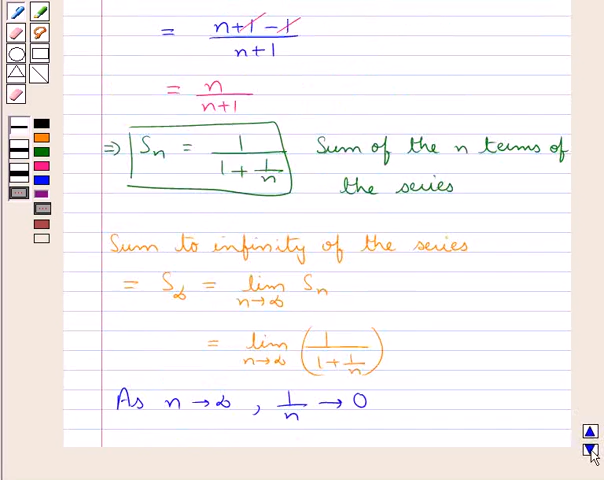 = n+1-1/n+1
= n/n+1
⇒ Sn = 1/1+1/n Sum of the n terms of
the series
Sum to infinity of the series
= S∞ = lim n→∞ Sn
= lim n→∞ (1/1+1/n)
As n→∞, 1/n → 0